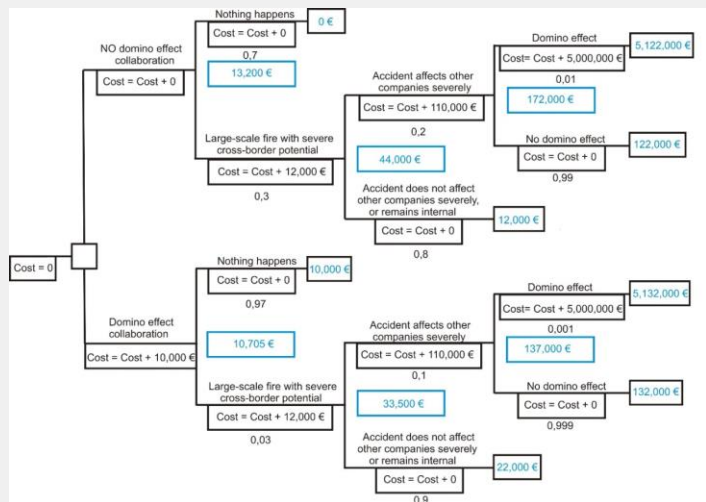 Nothing happens
Cost = Cost + 0
0,7
0 €
NO domino effect
collaboration
Cost = Cost + 0
13,200 €
Large-scale fire with severe
cross-border potential
Cost = Cost + 12,000 €
0,3
Accident affects other
companies severely
Cost = Cost + 110,000 €
0,2
44,000 €
Domino effect
Cost= Cost + 5,000,000 €
0,01
5,122,000 €
172,000 €
No domino effect
Cost = Cost + 0
0,99
122,000 €
Accident does not affect
other companies severely,
or remains internal
Cost = Cost + 0
0,8
12,000 €
Cost = 0
Nothing happens
Cost = Cost + 0
0,97
10,000 €
Domino effect
collaboration
Cost = Cost + 10,000 €
10,705 €
Large-scale fire with severe
cross-border potential
Cost = Cost + 12,000 €
0,03
Accident affects other
companies severely
Cost = Cost + 110,000 €
0,1
33,500 €
Domino effect
Cost= Cost + 5,000,000 €
0,001
5,132,000 €
137,000 €
No domino effect
Cost = Cost + 0
0,999
132,000 €
Accident does not affect
other companies severely
or remains internal
Cost = Cost + 0
0,9
22,000 €